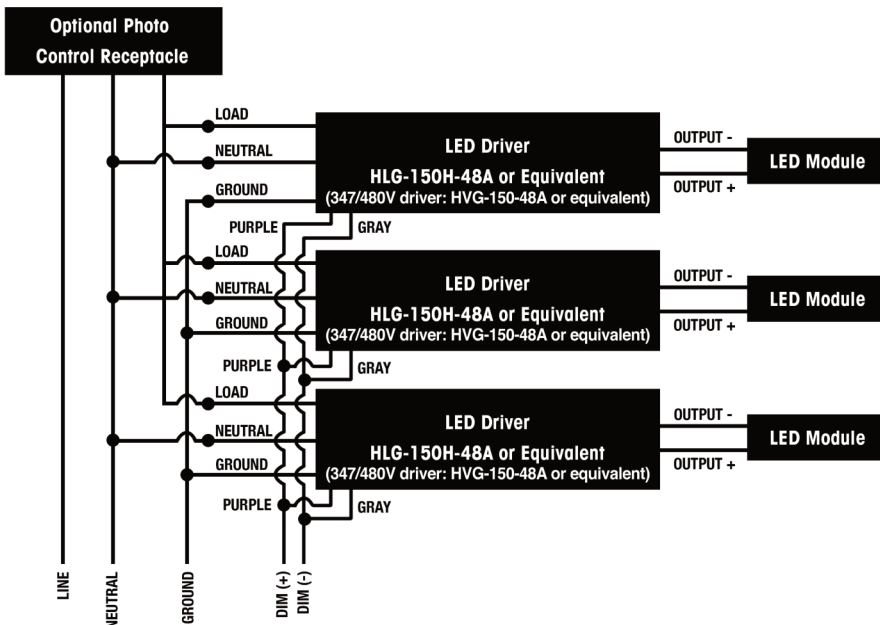 Optional Photo
Control Receptacle
LOAD
NEUTRAL
GROUND
PURPLE
GRAY
LED Driver
HLG-150H-48A or Equivalent
(347/480V driver: HVG-150-48A or equivalent)
OUTPUT -
OUTPUT +
LED Module
LOAD
NEUTRAL
GROUND
PURPLE
GRAY
LED Driver
HLG-150H-48A or Equivalent
(347/480V driver: HVG-150-48A or equivalent)
OUTPUT -
OUTPUT +
LED Module
LOAD
NEUTRAL
GROUND
PURPLE
GRAY
LED Driver
HLG-150H-48A or Equivalent
(347/480V driver: HVG-150-48A or equivalent)
OUTPUT -
OUTPUT +
LED Module
LINE
NEUTRAL
GROUND
DIM (+)
DIM (-)